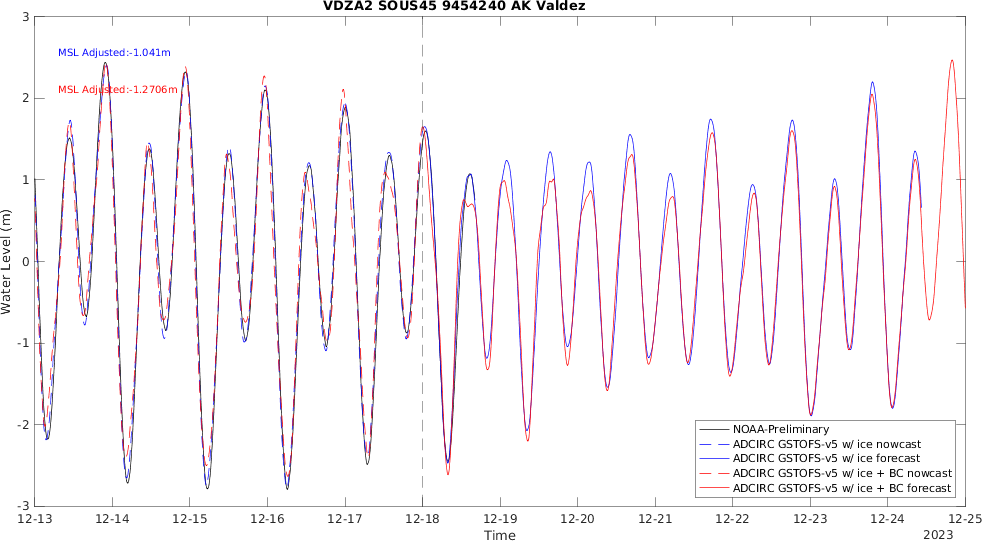 VDZA2 SOUS45 9454240 AK Valdez
MSL Adjusted:-1.041m
MSL Adjusted:-1.2706m
3
2
1
0
-1
-2
-3
Water Level (m)
NOAA-Preliminary
ADCIRC GSTOFS-v5 w/ ice nowcast
ADCIRC GSTOFS-v5 w/ ice forecast
ADCIRC GSTOFS-v5 w/ ice + BC nowcast
ADCIRC GSTOFS-v5 w/ ice + BC forecast
12-13 12-14 12-15 12-16 12-17 12-18 12-19 12-20 12-21 12-22 12-23 12-24 12-25
Time
2023